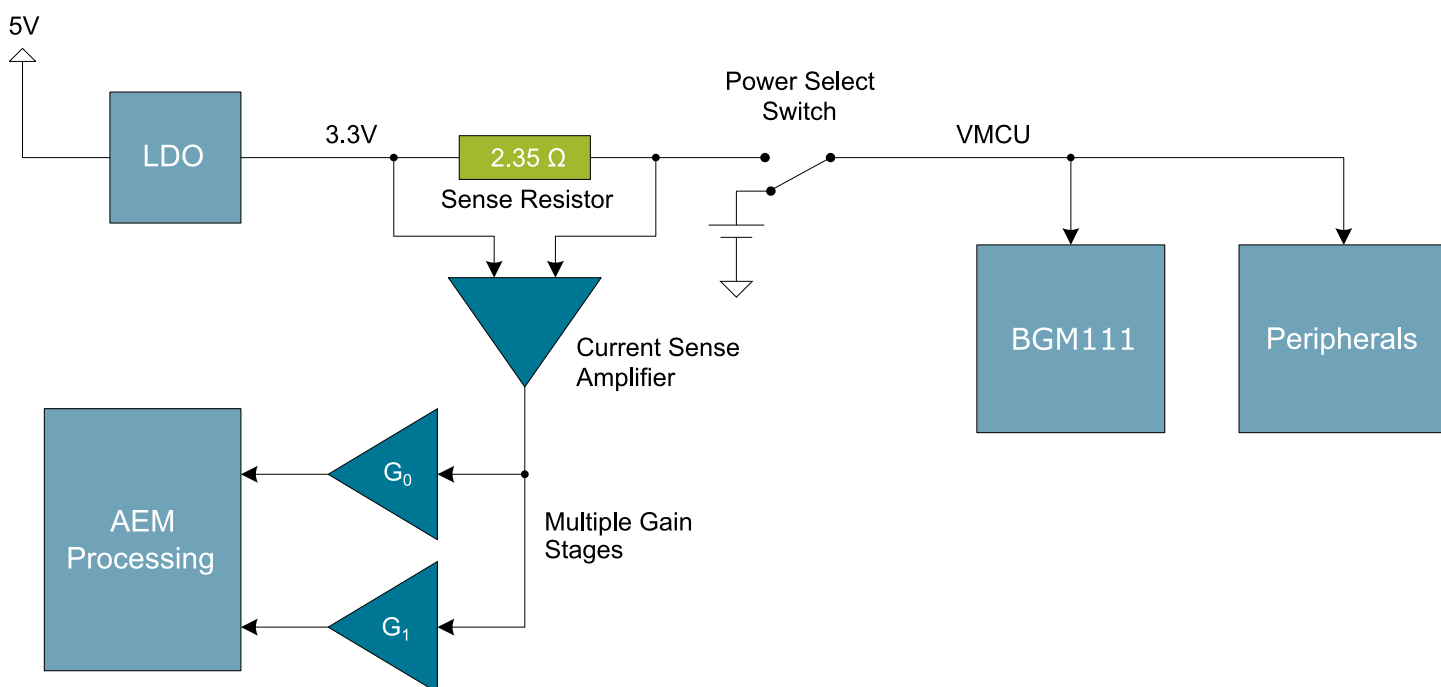 5V
Power Select
Switch
LDO
3.3V
2.35 Ω
VMCU
Sense Resistor
BGM111
Peripherals
Current Sense
Amplifier
G₀
AEM
Processing
Multiple Gain
Stages
G₁